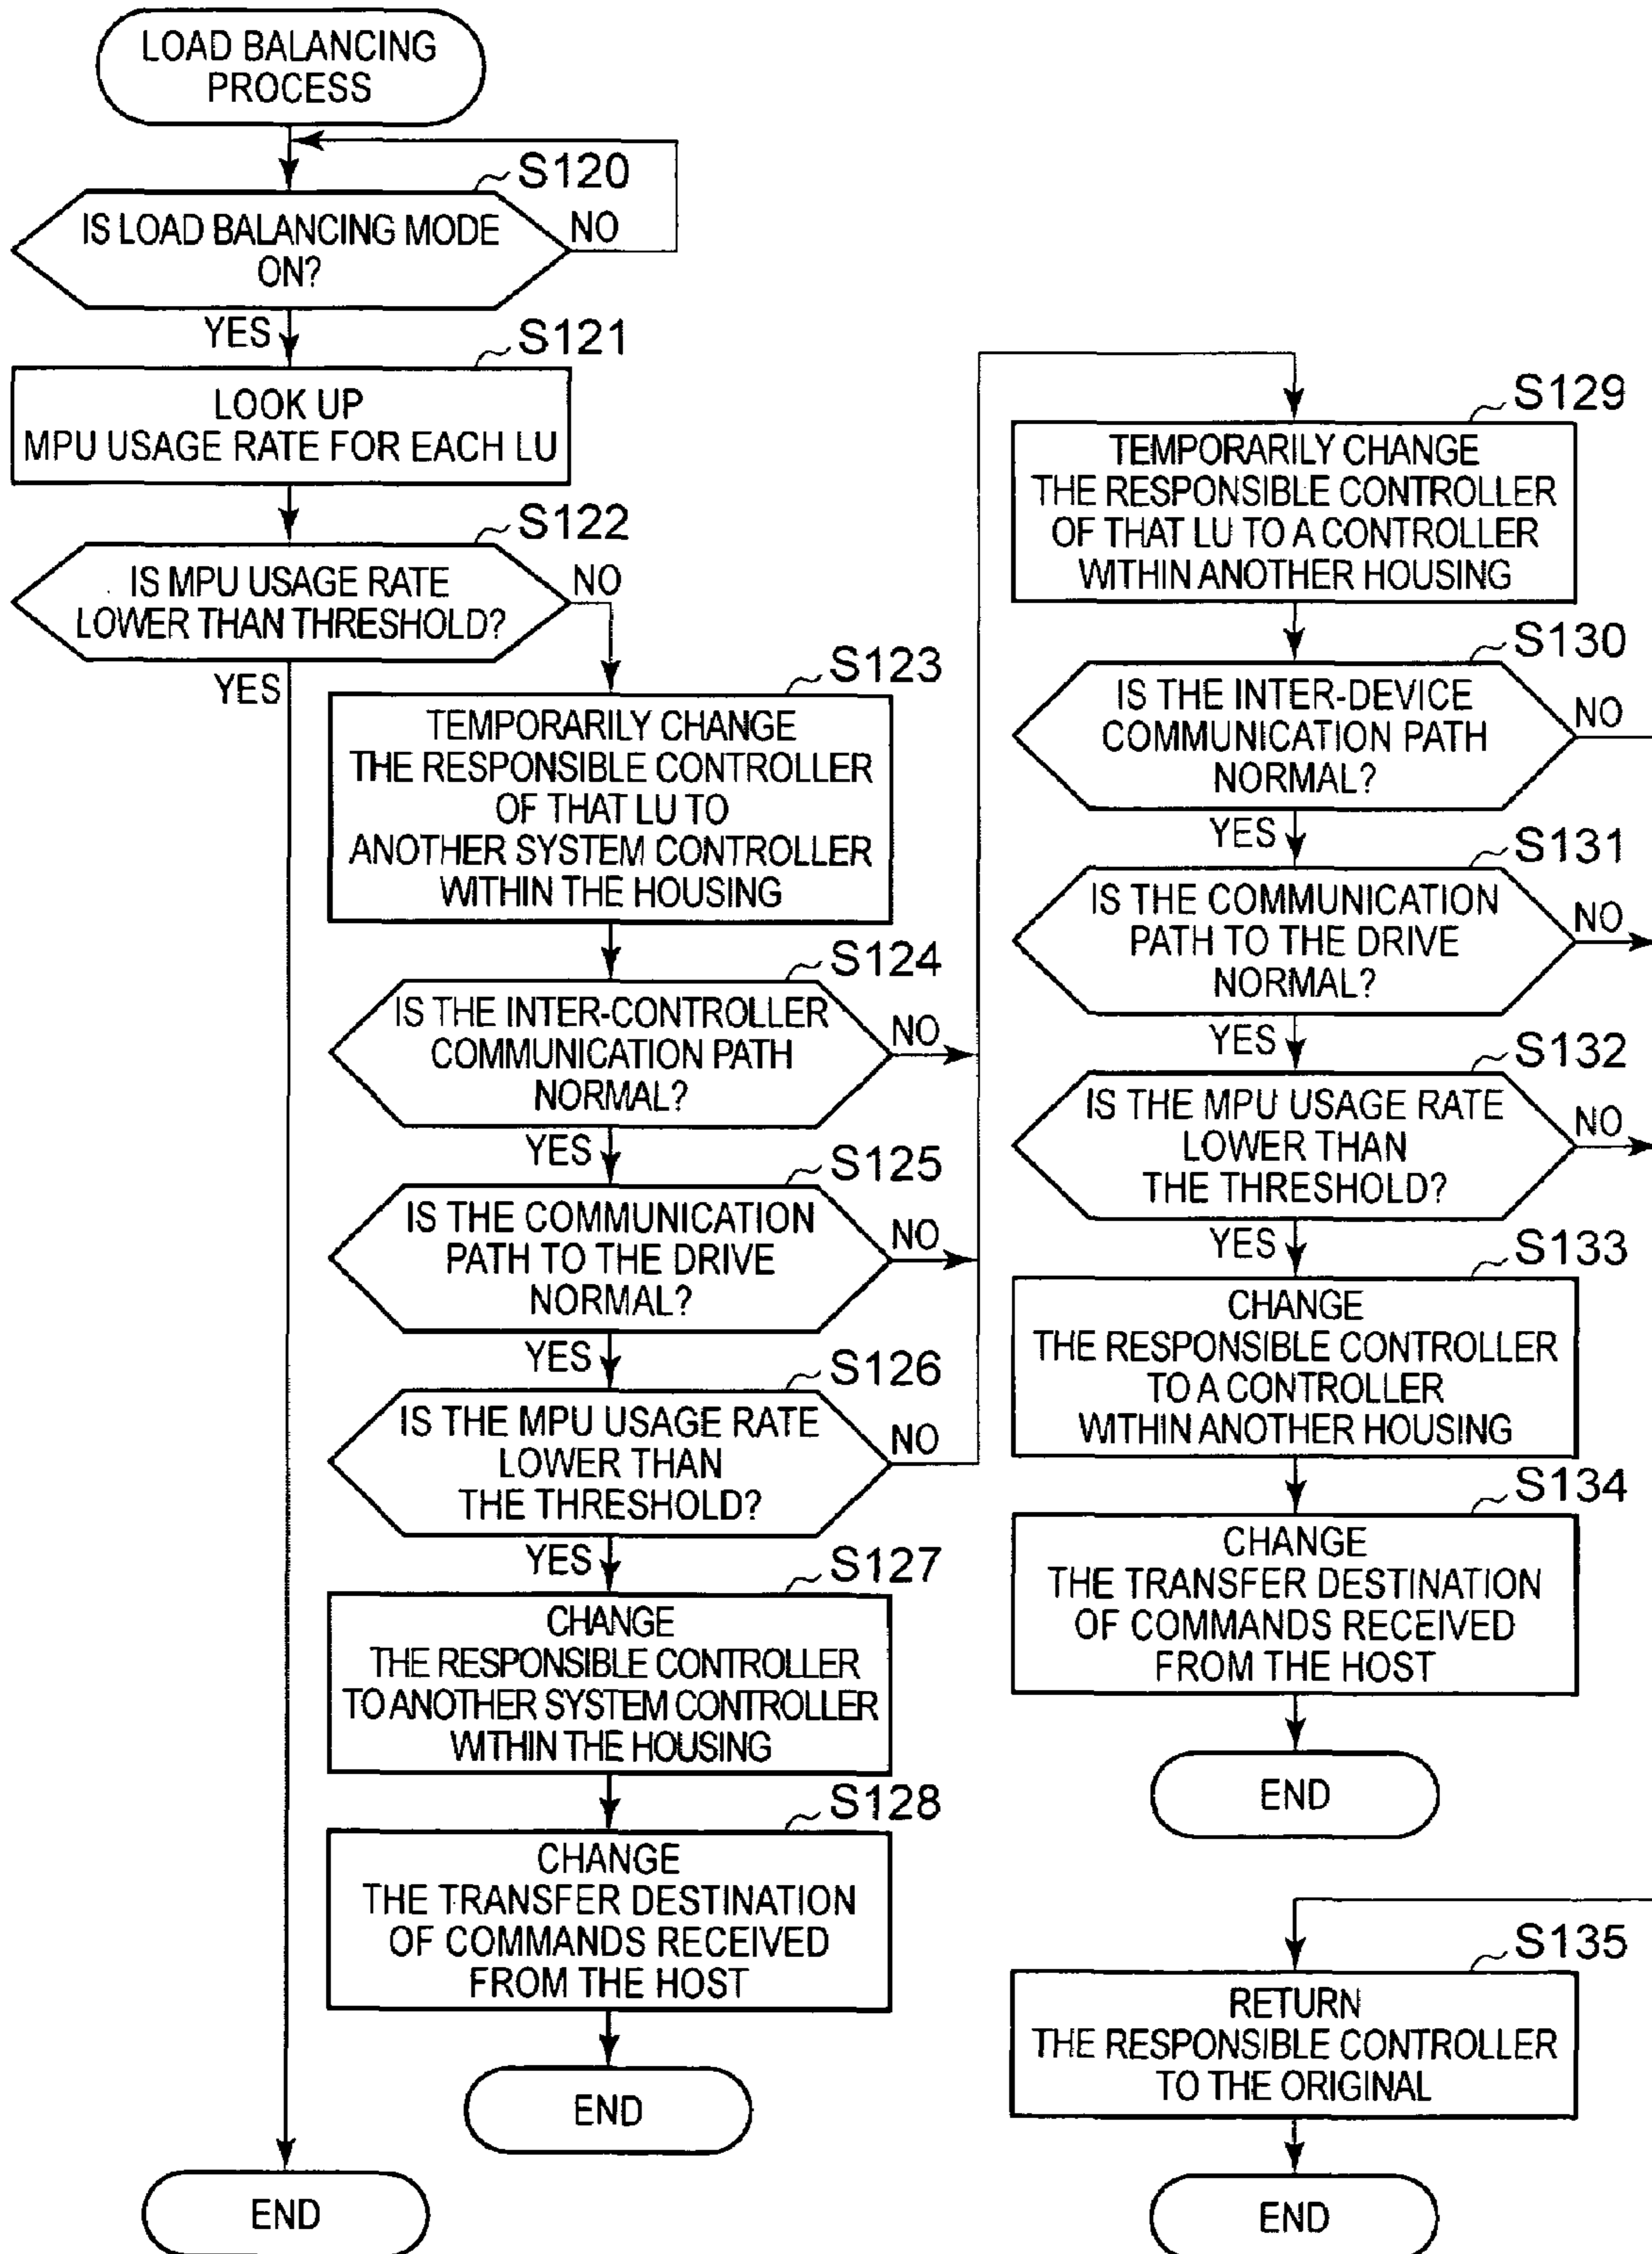 LOAD BALANCING
PROCESS
S120
IS LOAD BALANCING MODE
ON?
NO
YES
S121
LOOK UP
MPU USAGE RATE FOR EACH LU
S122
IS MPU USAGE RATE
LOWER THAN THRESHOLD?
NO
YES
S123
TEMPORARILY CHANGE
THE RESPONSIBLE CONTROLLER
OF THAT LU TO
ANOTHER SYSTEM CONTROLLER
WITHIN THE HOUSING
S124
IS THE INTER-CONTROLLER
COMMUNICATION PATH
NORMAL?
NO
YES
S125
IS THE COMMUNICATION
PATH TO THE DRIVE
NORMAL?
NO
YES
S126
IS THE MPU USAGE RATE
LOWER THAN
THE THRESHOLD?
NO
YES
S127
CHANGE
THE RESPONSIBLE CONTROLLER
TO ANOTHER SYSTEM CONTROLLER
WITHIN THE HOUSING
S128
CHANGE
THE TRANSFER DESTINATION
OF COMMANDS RECEIVED
FROM THE HOST
END
END
S129
TEMPORARILY CHANGE
THE RESPONSIBLE CONTROLLER
OF THAT LU TO A CONTROLLER
WITHIN ANOTHER HOUSING
S130
IS THE INTER-DEVICE
COMMUNICATION PATH
NORMAL?
NO
YES
S131
IS THE COMMUNICATION
PATH TO THE DRIVE
NORMAL?
NO
YES
S132
IS THE MPU USAGE RATE
LOWER THAN
THE THRESHOLD?
NO
YES
S133
CHANGE
THE RESPONSIBLE CONTROLLER
TO A CONTROLLER
WITHIN ANOTHER HOUSING
S134
CHANGE
THE TRANSFER DESTINATION
OF COMMANDS RECEIVED
FROM THE HOST
END
S135
RETURN
THE RESPONSIBLE CONTROLLER
TO THE ORIGINAL
END